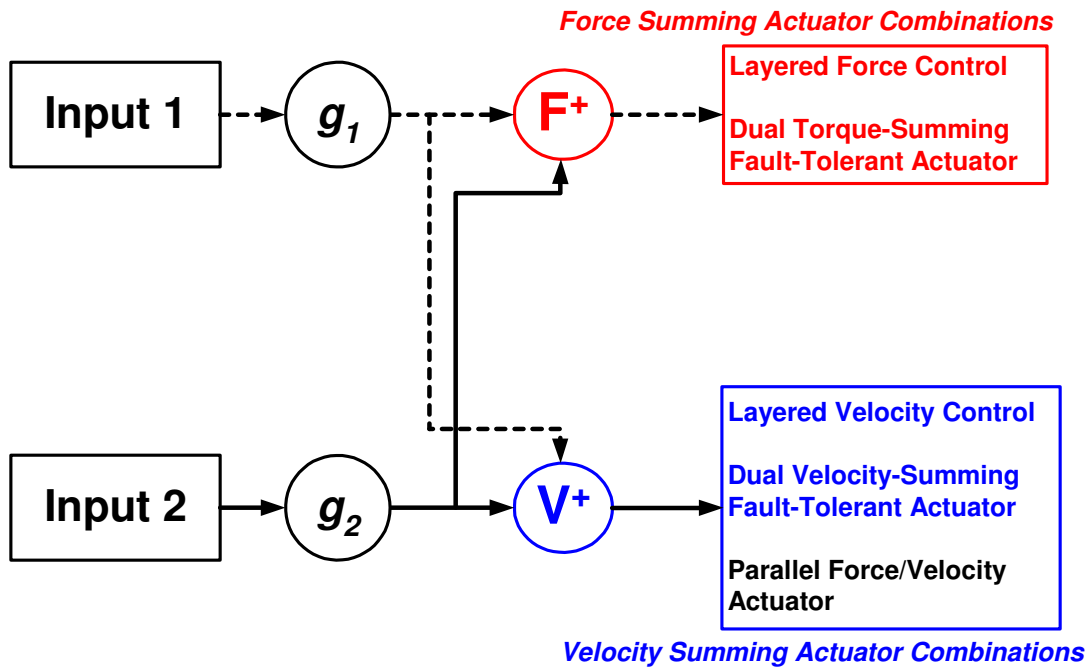 Force Summing Actuator Combinations
Input 1
g1
F+
Layered Force Control
Dual Torque-Summing
Fault-Tolerant Actuator
Input 2
g2
V+
Layered Velocity Control
Dual Velocity-Summing
Fault-Tolerant Actuator
Parallel Force/Velocity
Actuator
Velocity Summing Actuator Combinations